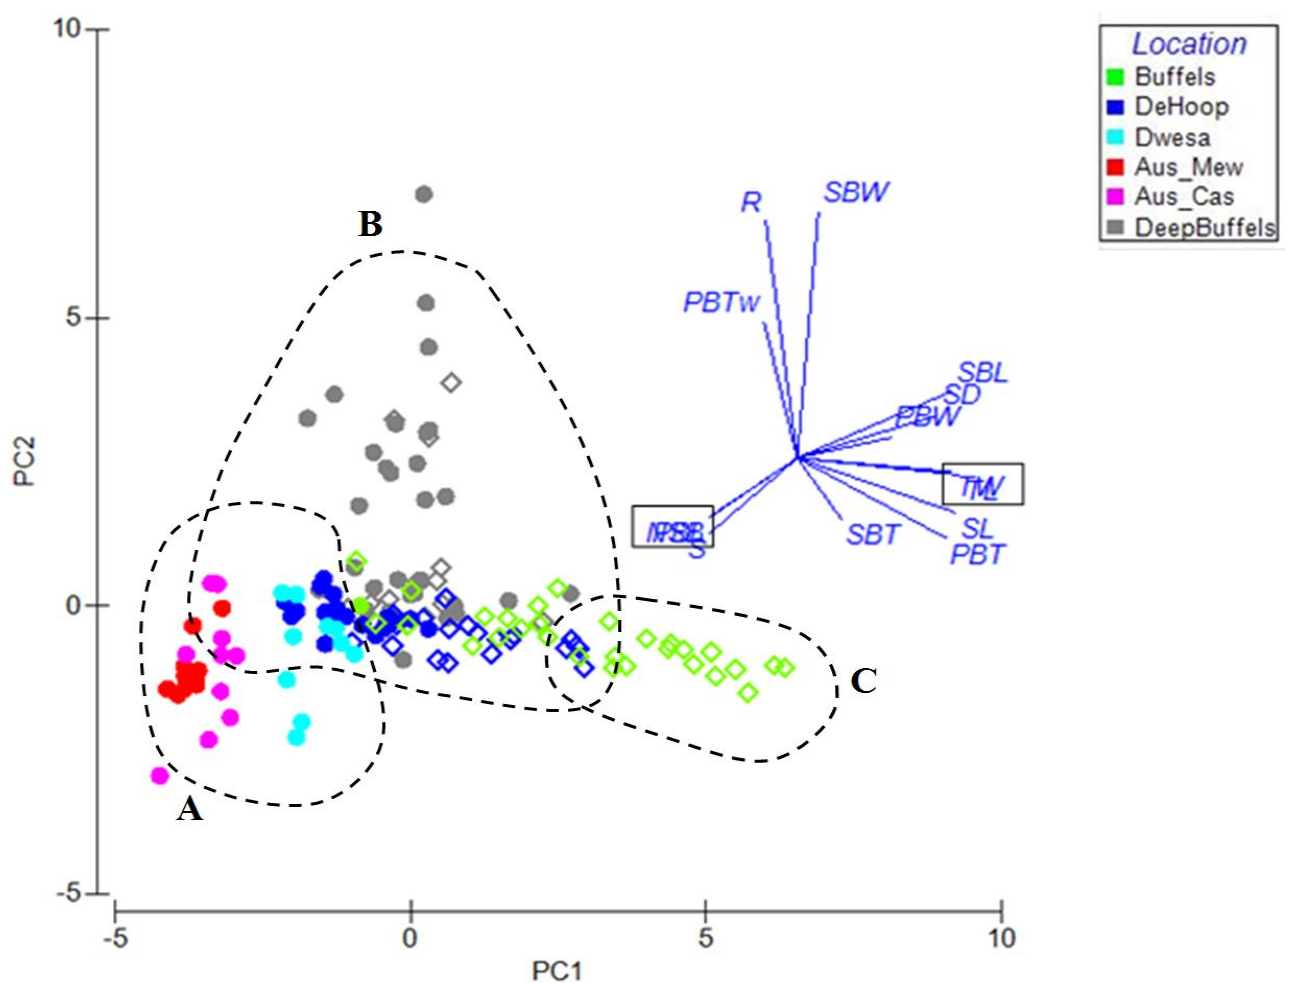 10
5
0
-5
PC2
-5
0
5
10
PC1
A
B
C
R
SBW
PBTw
SBL
SD
PBW
SL
SBT
PBT
S
Location
Buffels
DeHoop
Dwesa
Aus_Mew
Aus_Cas
DeepBuffels